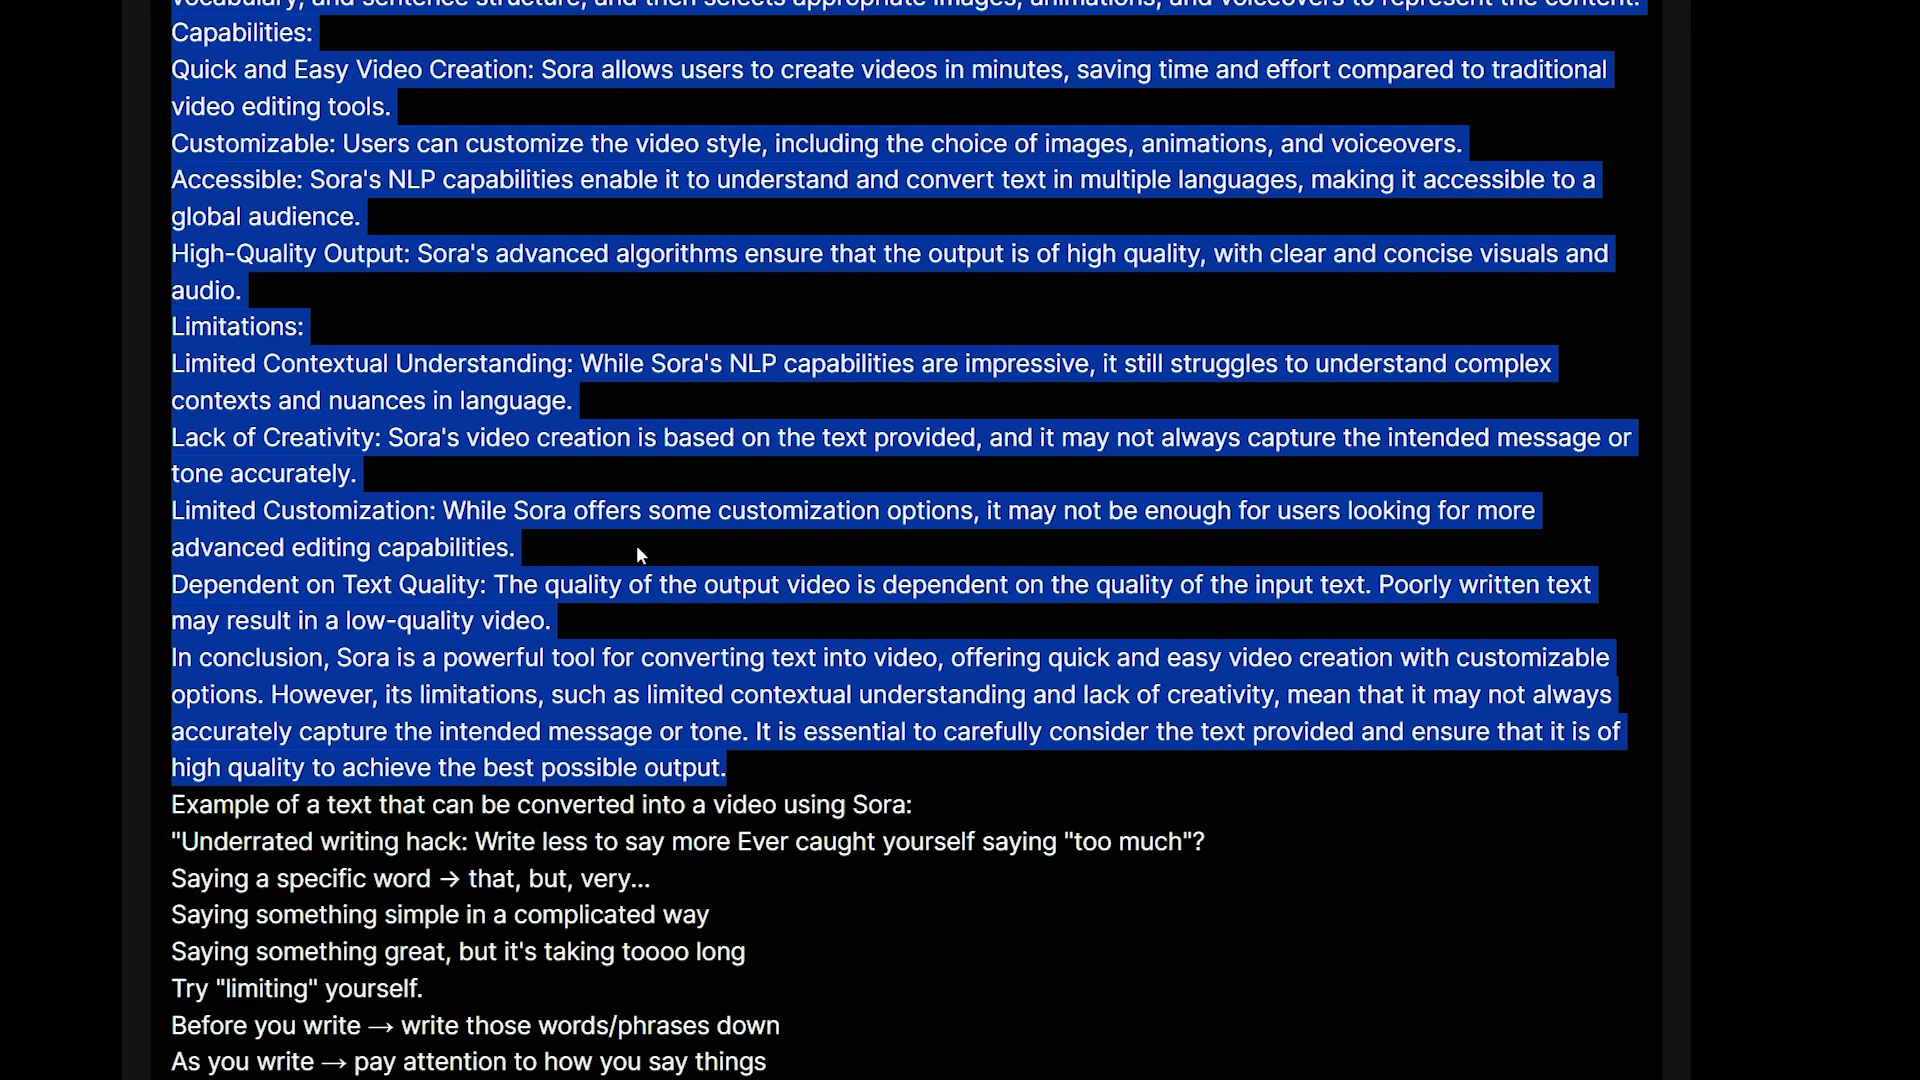 vocabulary, and sentence structure, and then selects appropriate images, animations, and voiceovers to represent the content.
Capabilities:
Quick and Easy Video Creation: Sora allows users to create videos in minutes, saving time and effort compared to traditional
video editing tools.
Customizable: Users can customize the video style, including the choice of images, animations, and voiceovers.
Accessible: Sora's NLP capabilities enable it to understand and convert text in multiple languages, making it accessible to a
global audience.
High-Quality Output: Sora's advanced algorithms ensure that the output is of high quality, with clear and concise visuals and
audio.
Limitations:
Limited Contextual Understanding: While Sora's NLP capabilities are impressive, it still struggles to understand complex
contexts and nuances in language.
Lack of Creativity: Sora's video creation is based on the text provided, and it may not always capture the intended message or
tone accurately.
Limited Customization: While Sora offers some customization options, it may not be enough for users looking for more
advanced editing capabilities.
Dependent on Text Quality: The quality of the output video is dependent on the quality of the input text. Poorly written text
may result in a low-quality video.
In conclusion, Sora is a powerful tool for converting text into video, offering quick and easy video creation with customizable
options. However, its limitations, such as limited contextual understanding and lack of creativity, mean that it may not always
accurately capture the intended message or tone. It is essential to carefully consider the text provided and ensure that it is of
high quality to achieve the best possible output.
Example of a text that can be converted into a video using Sora:
"Underrated writing hack: Write less to say more Ever caught yourself saying "too much"?
Saying a specific word → that, but, very...
Saying something simple in a complicated way
Saying something great, but it's taking toooo long
Try "limiting" yourself.
Before you write → write those words/phrases down
As you write → pay attention to how you say things